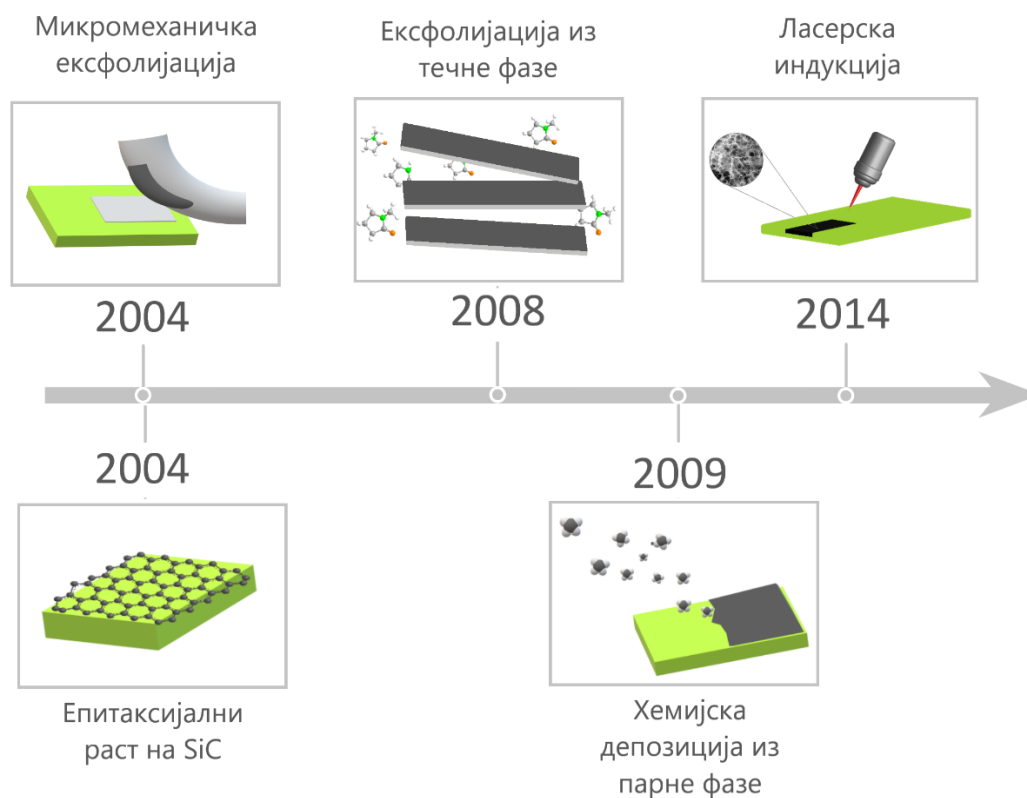 Микромеханичка
ексфолијација
Ексфолијација из
течне фазе
Ласерска
индукција
2004
2008
2014
2004
2009
Епитаксијални
раст на SiC
Хемијска
депозиција из
парне фазе